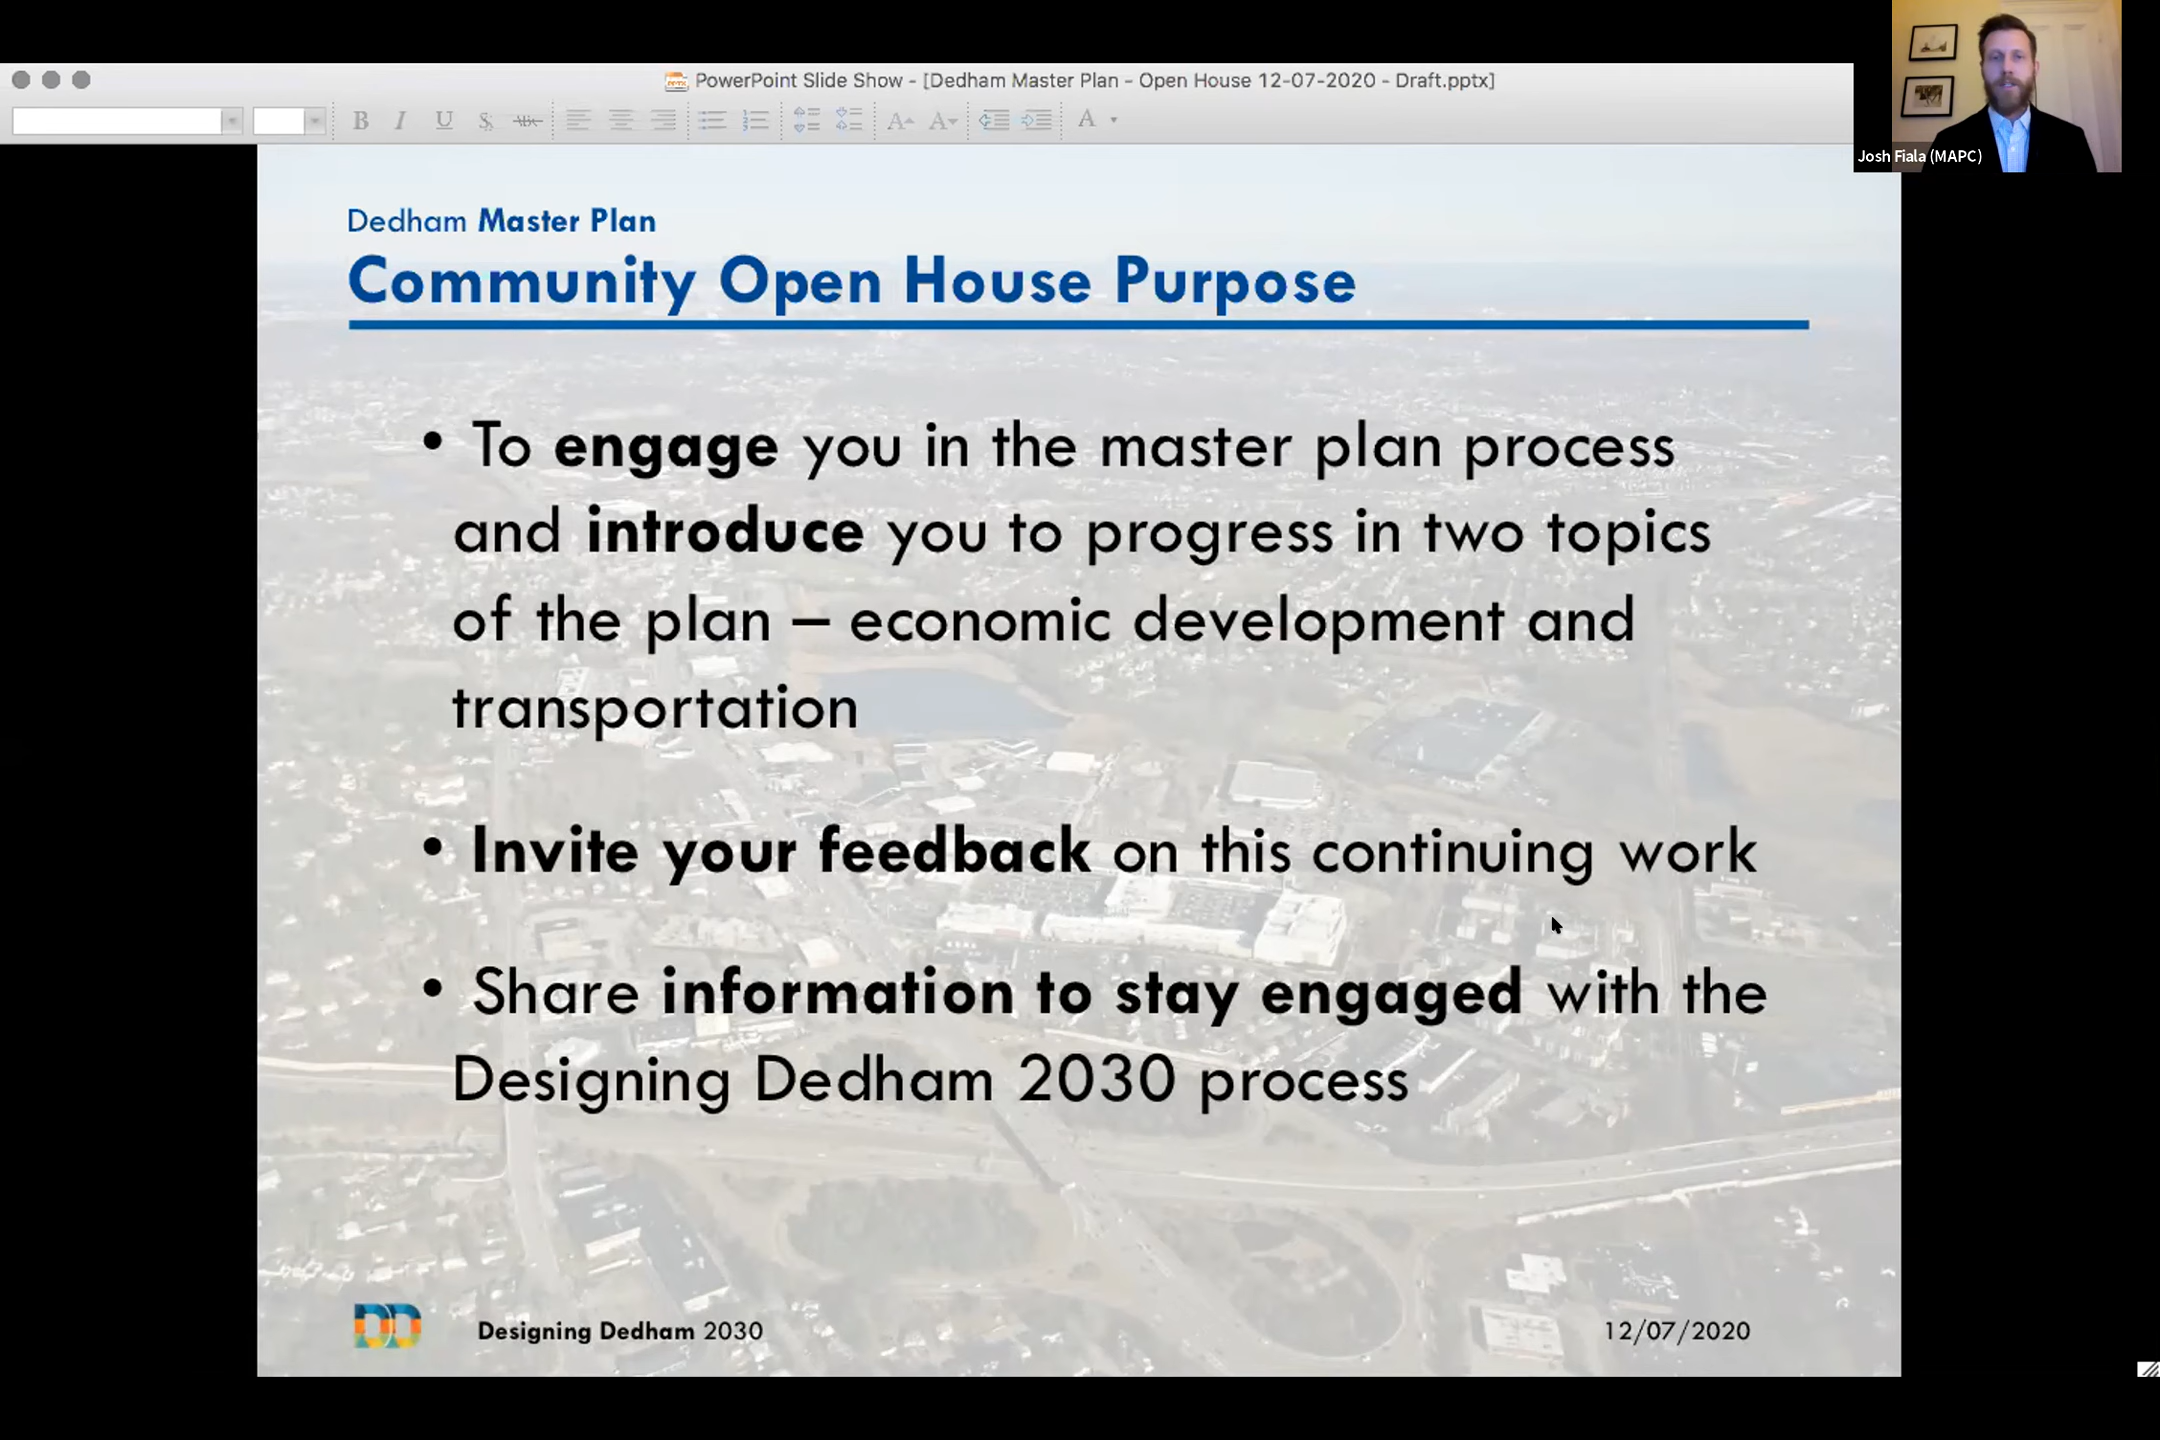 PowerPoint Slide Show - [Dedham Master Plan - Open House 12-07-2020 - Draft.pptx]
B I U S ABC A A A
Josh Fiala (MAPC)
Dedham Master Plan
Community Open House Purpose
• To engage you in the master plan process
and introduce you to progress in two topics
of the plan – economic development and
transportation
• Invite your feedback on this continuing work
• Share information to stay engaged with the
Designing Dedham 2030 process
DD
Designing Dedham 2030
12/07/2020